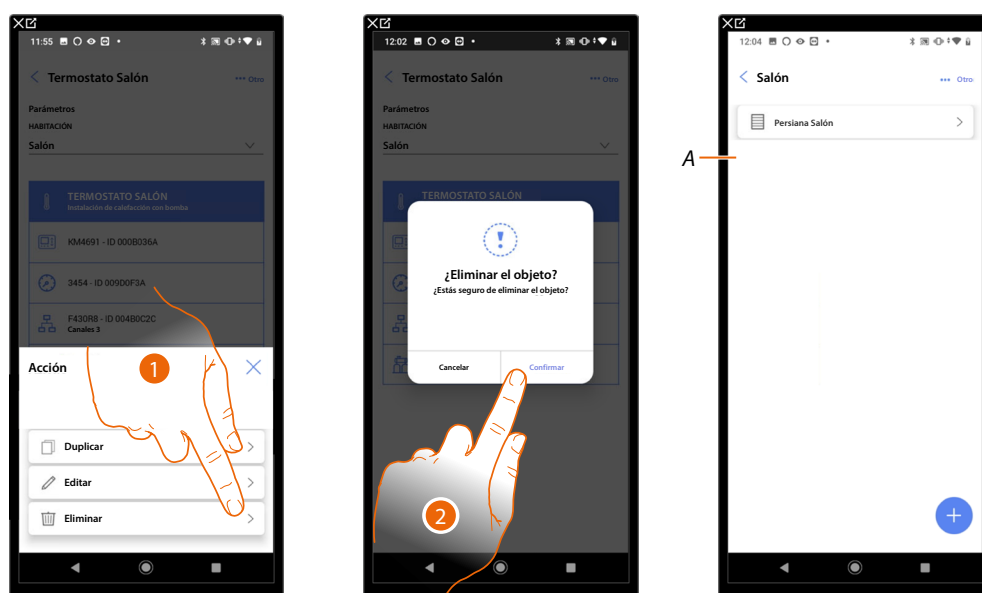 11:55
Termostato Salón
Otro
Parámetros
HABITACIÓN
Salón
TERMOSTATO SALÓN
Instalación de calefacción con bomba
KM4691 - ID 000B036A
3454 - ID 009D0F3A
F430R8 - ID 004B0C2C
Canales 3
Acción
1
Duplicar
Editar
Eliminar
12:02
Termostato Salón
Otro
Parámetros
HABITACIÓN
Salón
TERMOSTATO SALÓN
¿Eliminar el objeto?
¿Estás seguro de eliminar el objeto?
Cancelar
Confirmar
2
12:04
Salón
Otro
Persiana Salón
A